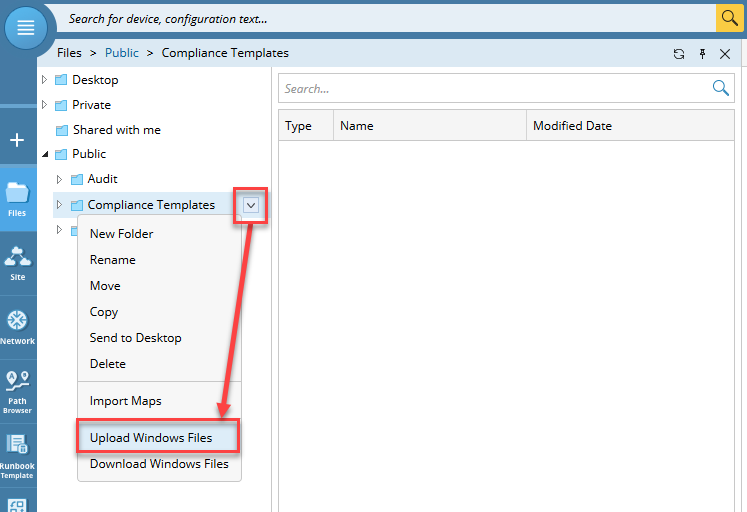 Search for device, configuration text...
Files > Public > Compliance Templates
Desktop
Private
Shared with me
Public
Audit
Compliance Templates
New Folder
Rename
Move
Copy
Send to Desktop
Delete
Import Maps
Upload Windows Files
Download Windows Files
Search...
Type Name Modified Date
Files
Site
Network
Path
Browser
Runbook
Template